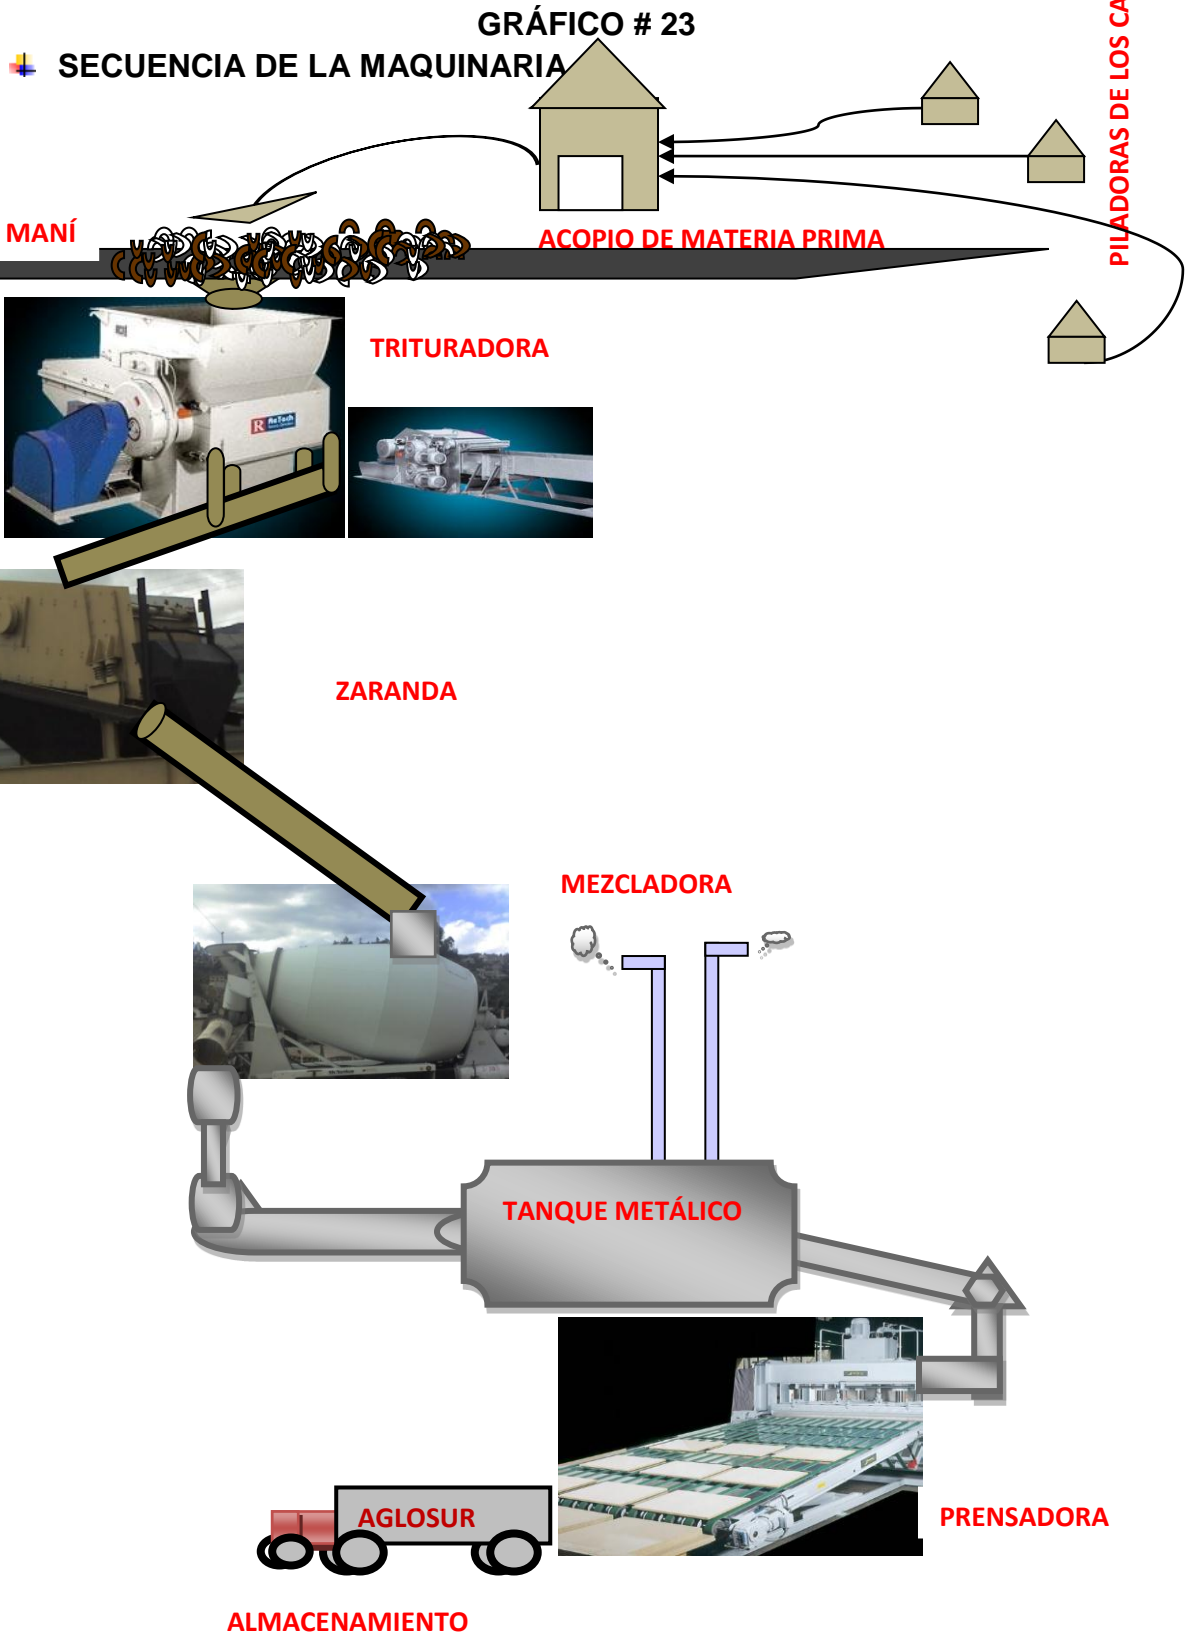 GRÁFICO # 23
SECUENCIA DE LA MAQUINARIA
PILADORAS DE LOS CA
MANÍ
ACOPIO DE MATERIA PRIMA
TRITURADORA
R ReTech
ZARANDA
MEZCLADORA
TANQUE METÁLICO
AGLOSUR
PRENSADORA
ALMACENAMIENTO